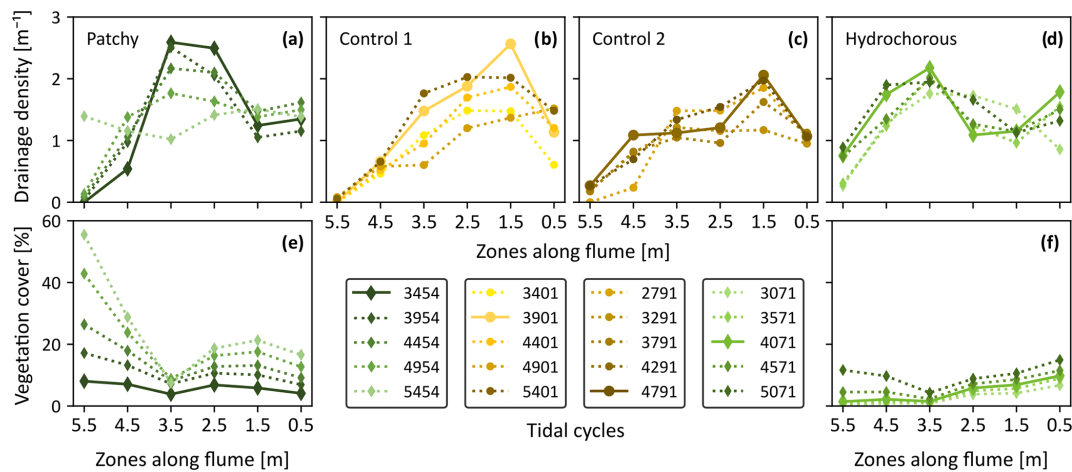 Patchy (a)
Control 1 (b)
Control 2 (c)
Hydrochorous (d)
Drainage density [m⁻¹]
3
2
1
0
5.5 4.5 3.5 2.5 1.5 0.5
5.5 4.5 3.5 2.5 1.5 0.5
Zones along flume [m]
Vegetation cover [%]
60
40
20
0
(e)
(f)
3454
3954
4454
4954
5454
3401
3901
4401
4901
5401
2791
3291
3791
4291
4791
3071
3571
4071
4571
5071
Tidal cycles
5.5 4.5 3.5 2.5 1.5 0.5
Zones along flume [m]
5.5 4.5 3.5 2.5 1.5 0.5
Zones along flume [m]